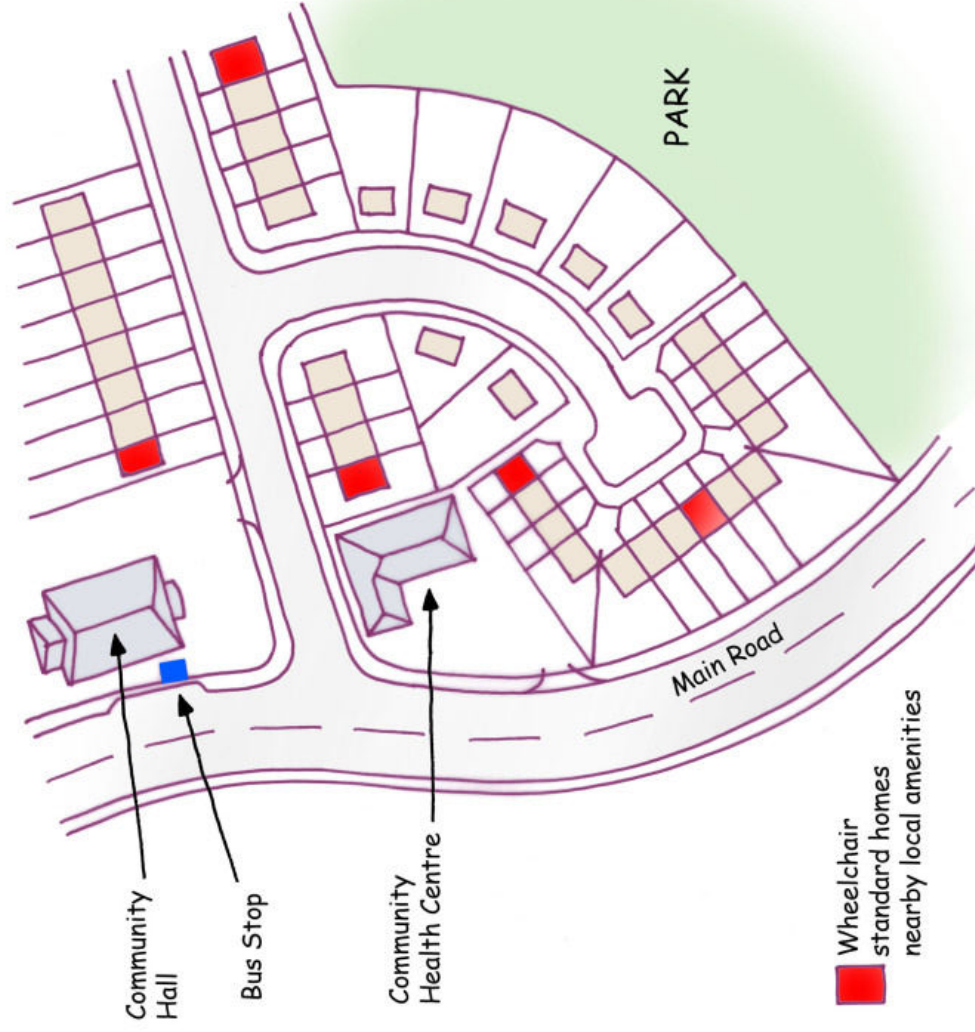 PARK
Main Road
Community
Hall
Bus Stop
Community
Health Centre
Wheelchair
standard homes
nearby local amenities